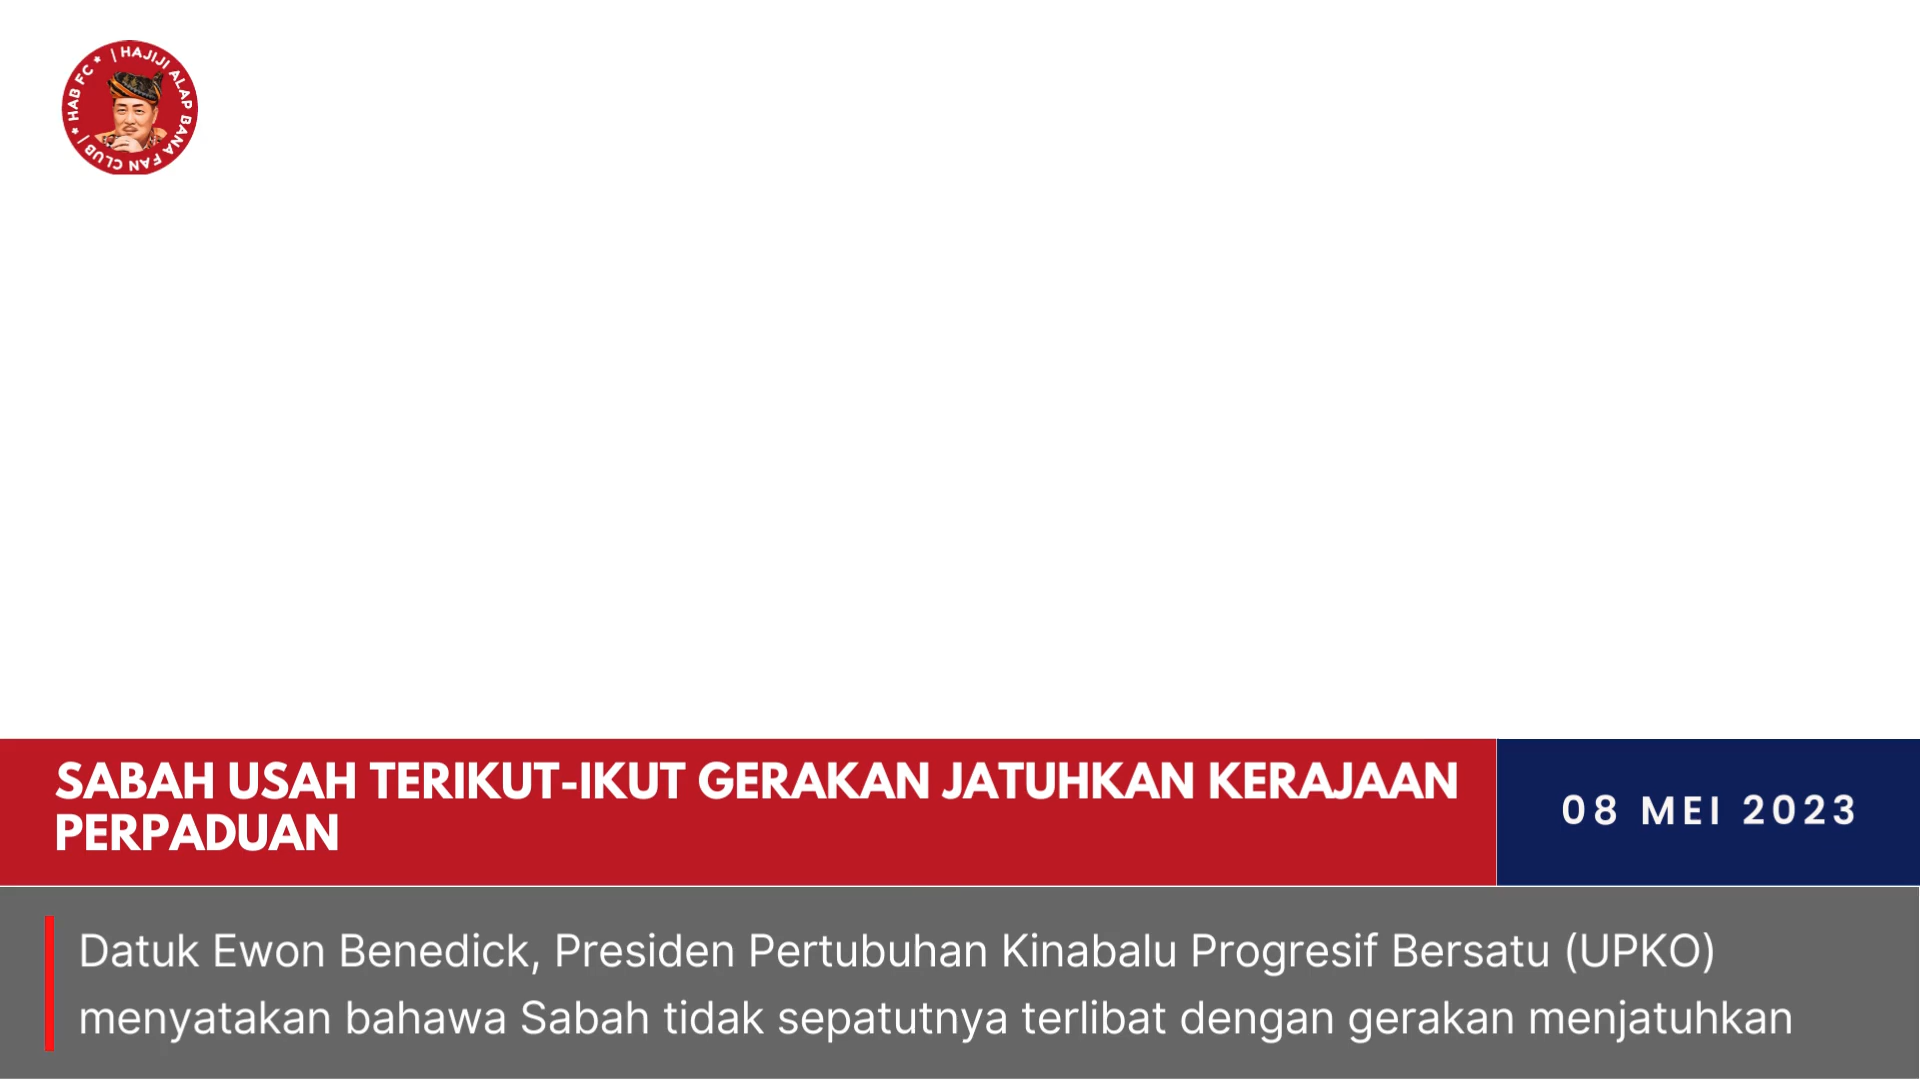 | HAJIJI ALAP BANA FAN CLUB | * HAB FC *
SABAH USAH TERIKUT-IKUT GERAKAN JATUHKAN KERAJAAN
PERPADUAN
08 MEI 2023
Datuk Ewon Benedick, Presiden Pertubuhan Kinabalu Progresif Bersatu (UPKO)
menyatakan bahawa Sabah tidak sepatutnya terlibat dengan gerakan menjatuhkan